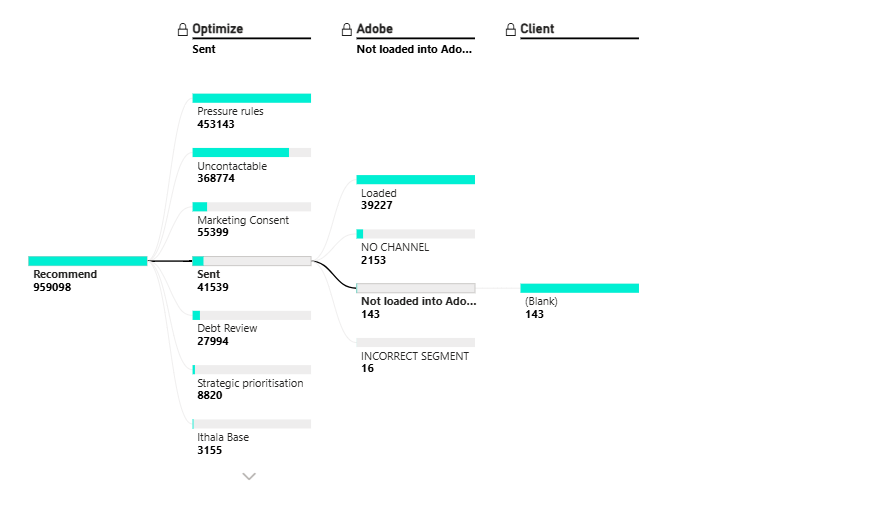 Optimize
Adobe
Client
Sent
Not loaded into Ado...
Pressure rules
453143
Uncontactable
368774
Marketing Consent
55399
Recommend
959098
Sent
41539
Debt Review
27994
Strategic prioritisation
8820
Ithala Base
3155
Loaded
39227
NO CHANNEL
2153
Not loaded into Ado...
143
INCORRECT SEGMENT
16
(Blank)
143